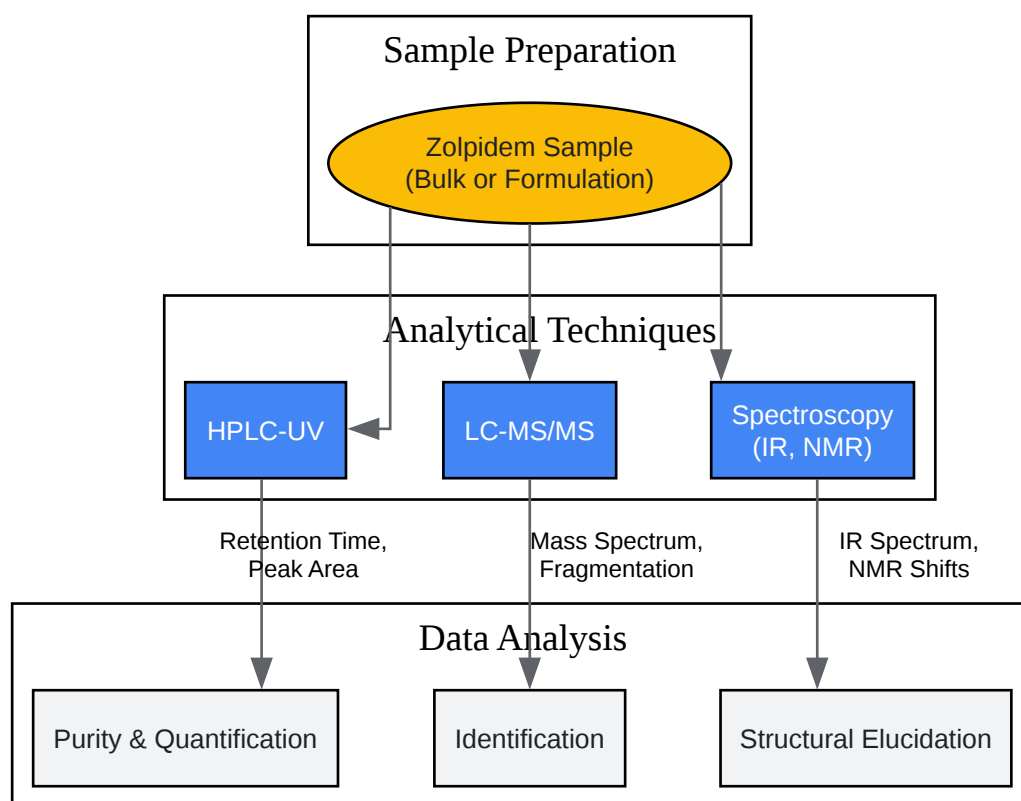 Sample Preparation
Zolpidem Sample
(Bulk or Formulation)
Analytical Techniques
HPLC-UV
LC-MS/MS
Spectroscopy
(IR, NMR)
Retention Time,
Peak Area
Mass Spectrum,
Fragmentation
IR Spectrum,
NMR Shifts
Data Analysis
Purity & Quantification
Identification
Structural Elucidation